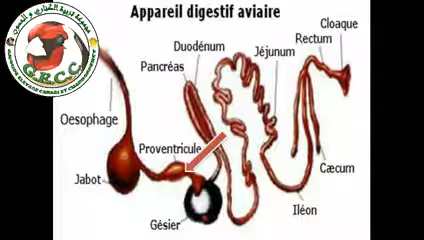 Appareil digestif aviaire
Cloaque
Rectum
Duodénum
Jéjunum
Pancréas
Oesophage
Proventricule
Cæcum
Jabot
Iléon
Gésier
G.E.C.C